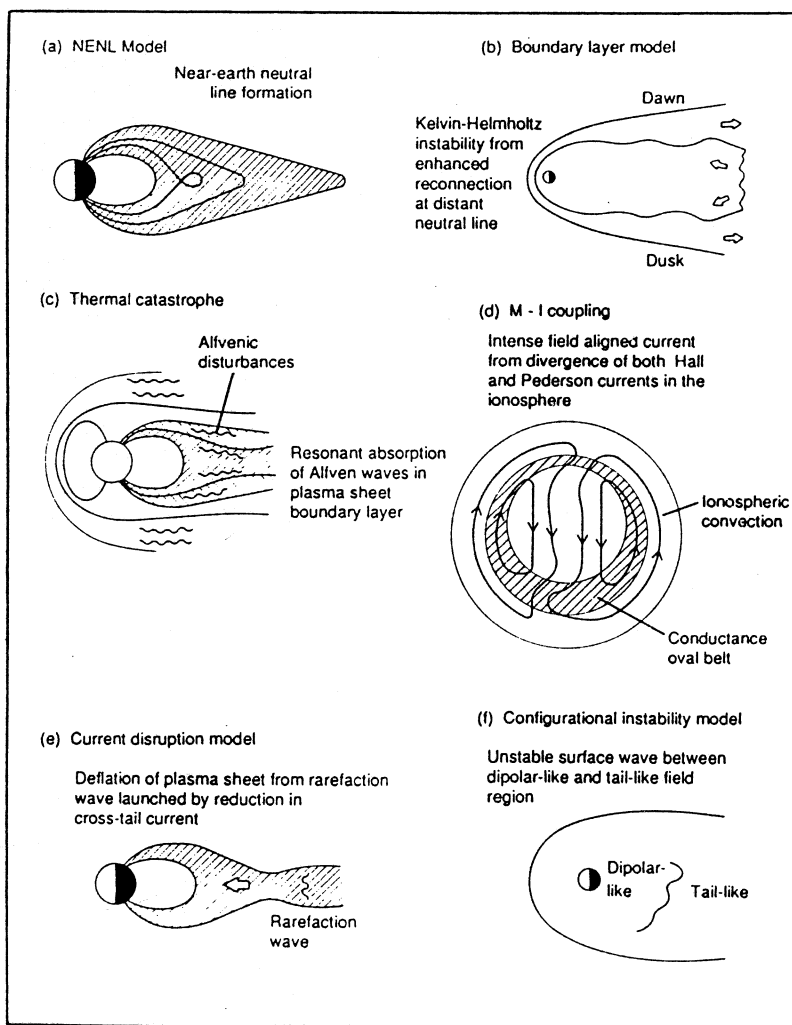 (a) NENL Model
Near-earth neutral
line formation
(b) Boundary layer model
Dawn
Kelvin-Helmholtz
instability from
enhanced
reconnection
at distant
neutral line
Dusk
(c) Thermal catastrophe
Alfvenic
disturbances
Resonant absorption
of Alfven waves in
plasma sheet
boundary layer
(d) M - I coupling
Intense field aligned current
from divergence of both Hall
and Pederson currents in the
ionosphere
Ionospheric
convection
Conductance
oval belt
(e) Current disruption model
Deflation of plasma sheet from rarefaction
wave launched by reduction in
cross-tail current
Rarefaction
wave
(f) Configurational instability model
Unstable surface wave between
dipolar-like and tail-like field
region
Dipolar-
like
Tail-like